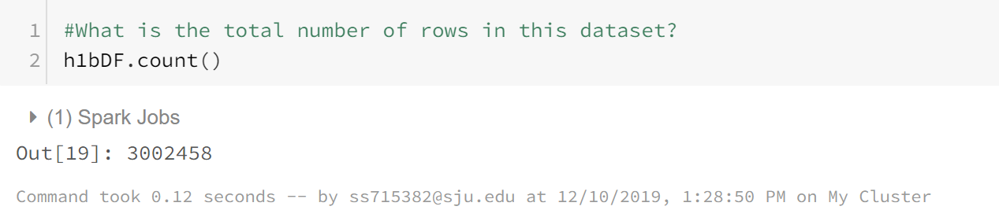 1 #What is the total number of rows in this dataset?
2 h1bDF.count()
(1) Spark Jobs
Out[19]: 3002458
Command took 0.12 seconds -- by ss715382@sju.edu at 12/10/2019, 1:28:50 PM on My Cluster